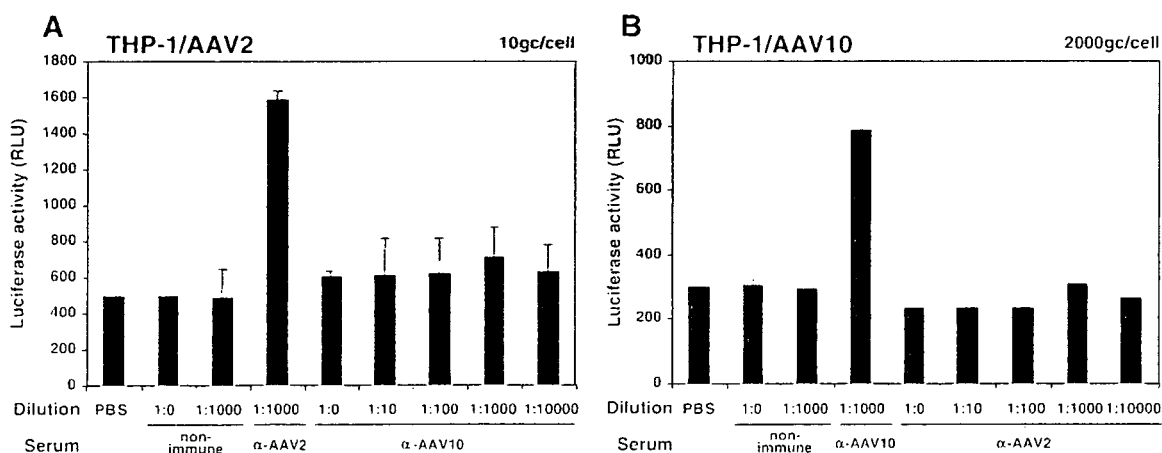 A
THP-1/AAV2
10gc/cell
Luciferase activity (RLU)
1800
1600
1400
1200
1000
800
600
400
200
0
Dilution PBS 1:0 1:1000 1:1000 1:0 1:10 1:100 1:1000 1:10000
Serum non-immune α-AAV2 α-AAV10
B
THP-1/AAV10
2000gc/cell
Luciferase activity (RLU)
1000
800
600
400
200
0
Dilution PBS 1:0 1:1000 1:1000 1:0 1:10 1:100 1:1000 1:10000
Serum non-immune α-AAV10 α-AAV2